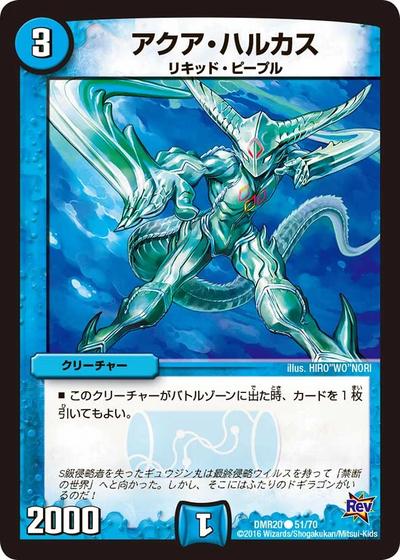 3
アクア・ハルカス
リキッド・ピープル
クリーチャー
illus. HIRO"WO"NORI
■ このクリーチャーがバトルゾーンに出た時、カードを1枚
引いてもよい。
S級侵略者を失ったギュウジン丸は最終侵略ウイルスを持って「禁断
の世界」へと向かった。しかし、そこにはふたりのドギラゴンがい
るのだ!
2000
1
Rev
DMR20 ● 51/70
©2016 Wizards/Shogakukan/Mitsui-Kids